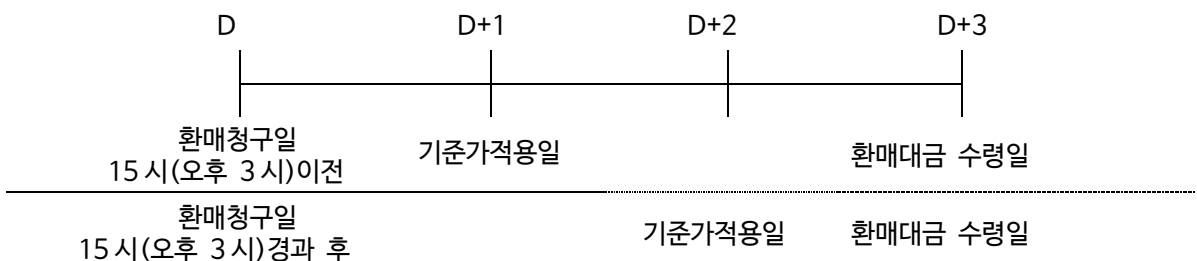 D D+1 D+2 D+3
환매청구일
15시(오후 3시)이전
기준가적용일
환매대금 수령일
환매청구일
15시(오후 3시)경과 후
기준가적용일
환매대금 수령일